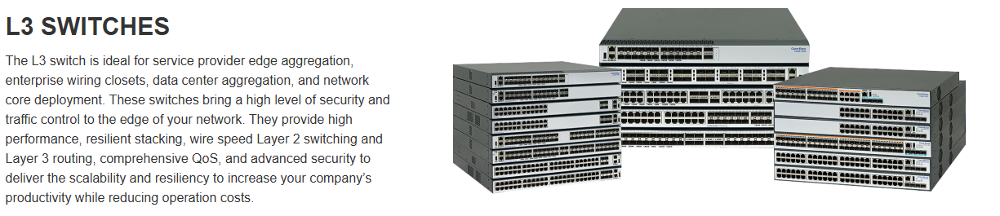 L3 SWITCHES
The L3 switch is ideal for service provider edge aggregation,
enterprise wiring closets, data center aggregation, and network
core deployment. These switches bring a high level of security and
traffic control to the edge of your network. They provide high
performance, resilient stacking, wire speed Layer 2 switching and
Layer 3 routing, comprehensive QoS, and advanced security to
deliver the scalability and resiliency to increase your company’s
productivity while reducing operation costs.